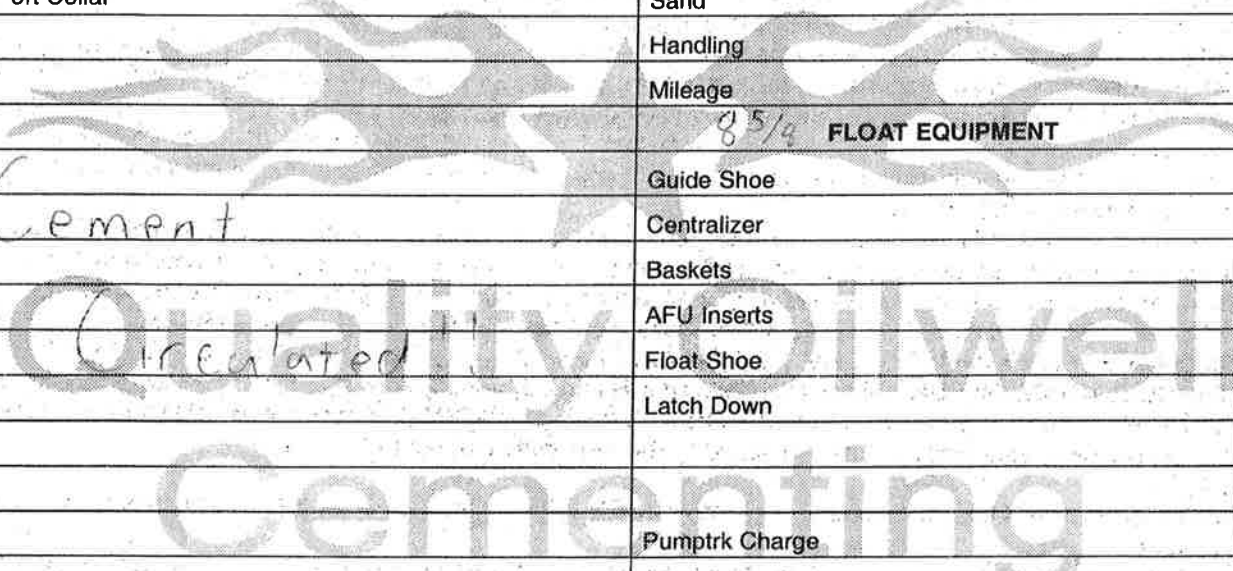 Sand
Handling
Mileage
8 5/8 FLOAT EQUIPMENT
Guide Shoe
Cement
Centralizer
Baskets
AFU Inserts
Circulated!!
Float Shoe
Latch Down
Pumptrk Charge
Quality Oilwell
Cementing